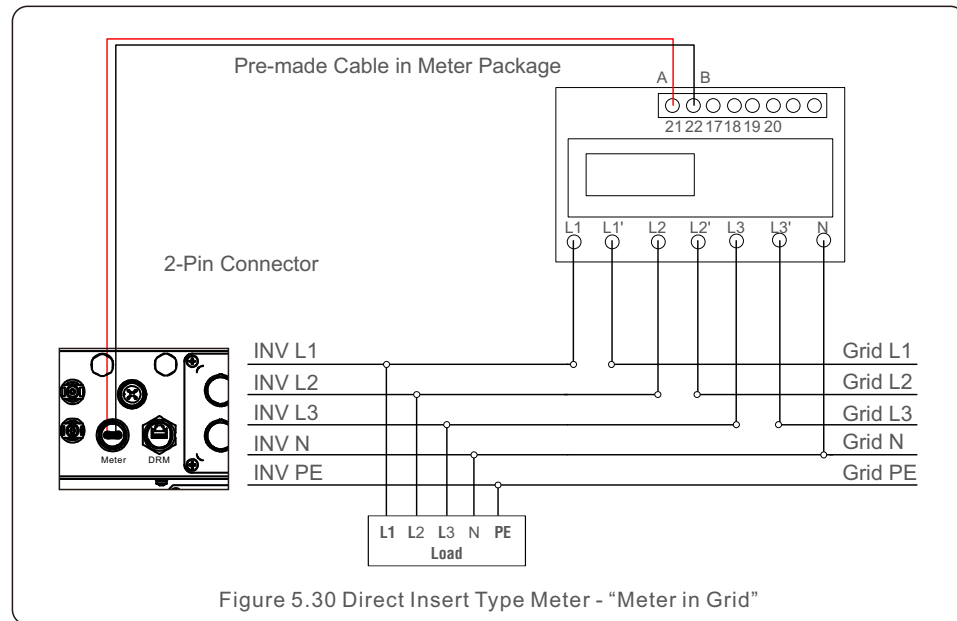 Pre-made Cable in Meter Package
A B
21 22 17 18 19 20
L1 L1' L2 L2' L3 L3' N
2-Pin Connector
INV L1 Grid L1
INV L2 Grid L2
INV L3 Grid L3
INV N Grid N
INV PE Grid PE
Meter DRM
L1 L2 L3 N PE
Load
Figure 5.30 Direct Insert Type Meter - “Meter in Grid”